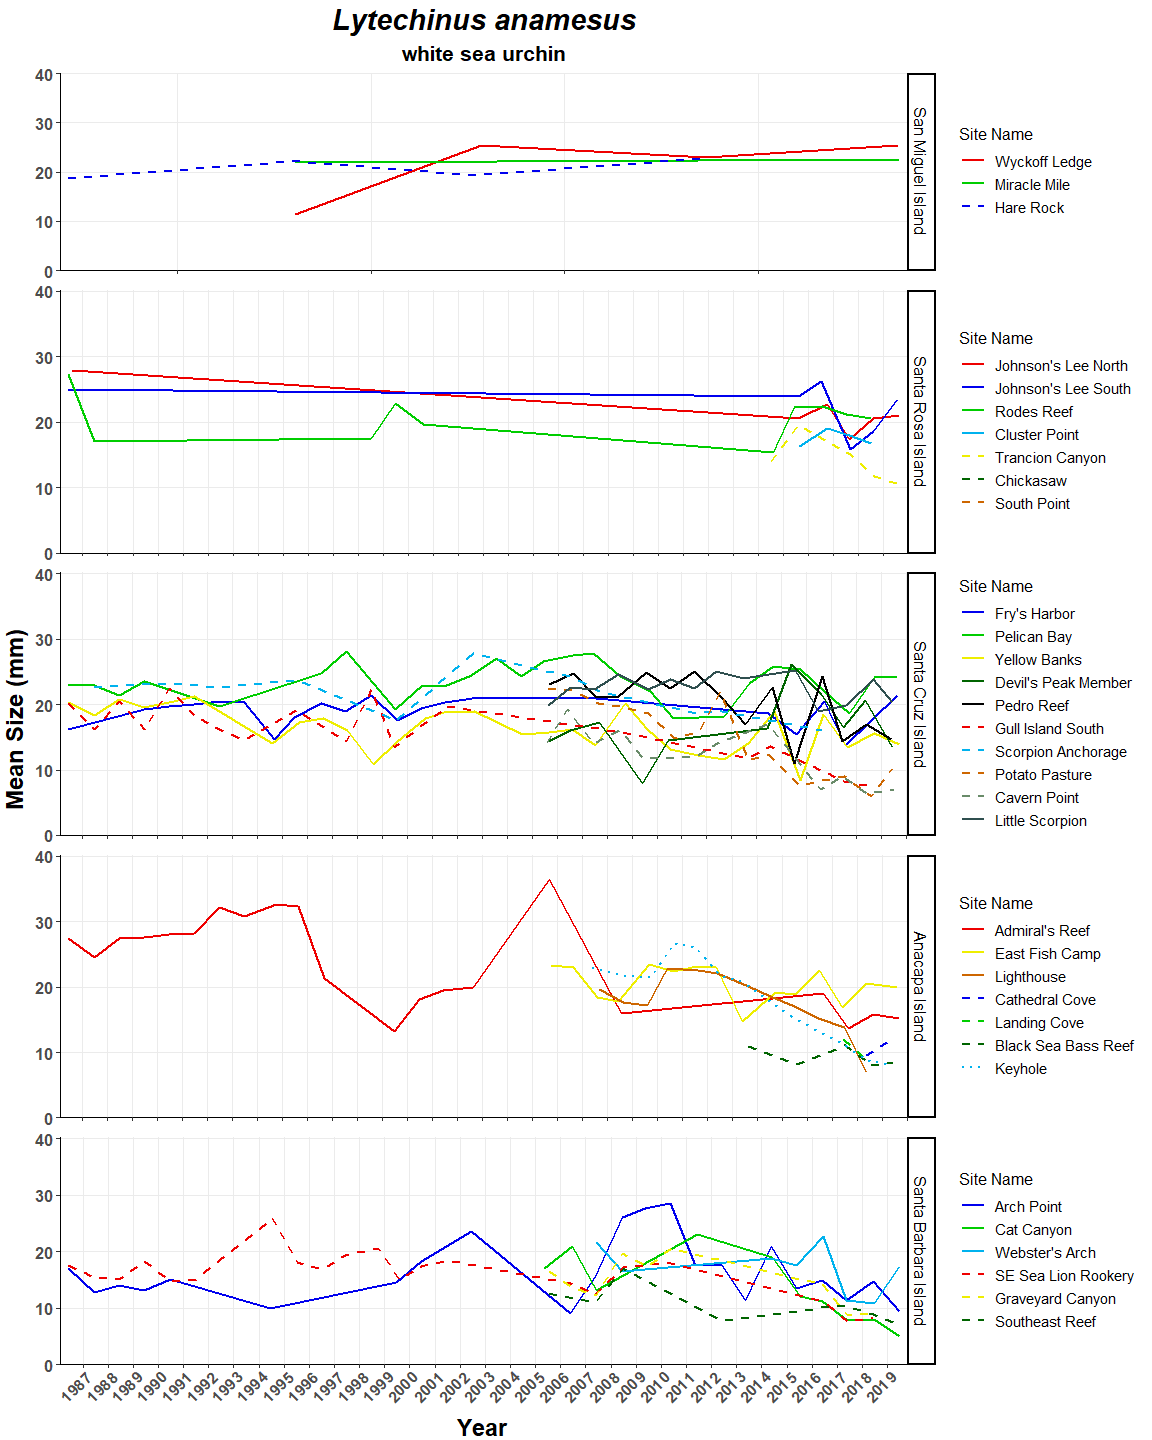 Lytechinus anamesus
white sea urchin
Mean Size (mm)
40
30
20
10
0
San Miguel Island
Site Name
Wyckoff Ledge
Miracle Mile
Hare Rock
40
30
20
10
0
Santa Rosa Island
Site Name
Johnson's Lee North
Johnson's Lee South
Rodes Reef
Cluster Point
Trancion Canyon
Chickasaw
South Point
40
30
20
10
0
Santa Cruz Island
Site Name
Fry's Harbor
Pelican Bay
Yellow Banks
Devil's Peak Member
Pedro Reef
Gull Island South
Scorpion Anchorage
Potato Pasture
Cavern Point
Little Scorpion
40
30
20
10
0
Anacapa Island
Site Name
Admiral's Reef
East Fish Camp
Lighthouse
Cathedral Cove
Landing Cove
Black Sea Bass Reef
Keyhole
40
30
20
10
0
Santa Barbara Island
Site Name
Arch Point
Cat Canyon
Webster's Arch
SE Sea Lion Rookery
Graveyard Canyon
Southeast Reef
1987 1988 1989 1990 1991 1992 1993 1994 1995 1996 1997 1998 1999 2000 2001 2002 2003 2004 2005 2006 2007 2008 2009 2010 2011 2012 2013 2014 2015 2016 2017 2018 2019
Year